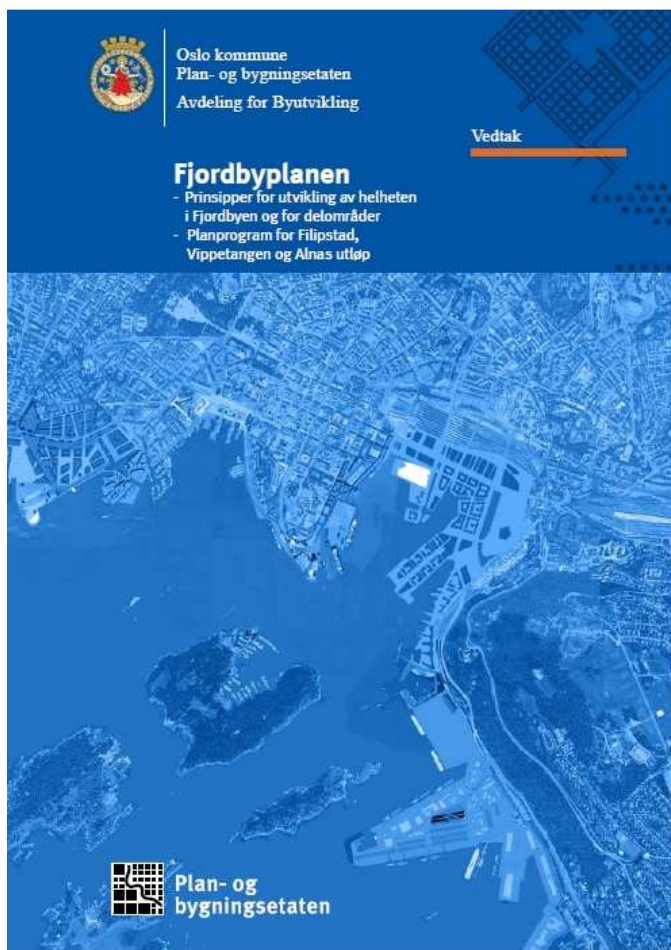 Oslo kommune
Plan- og bygningsetaten
Avdeling for Byutvikling
Vedtak
Fjordbyplanen
- Prinsipper for utvikling av helheten
i Fjordbyen og for delområder
- Planprogram for Filipstad,
Vippetangen og Alnas utløp
Plan- og
bygningsetaten